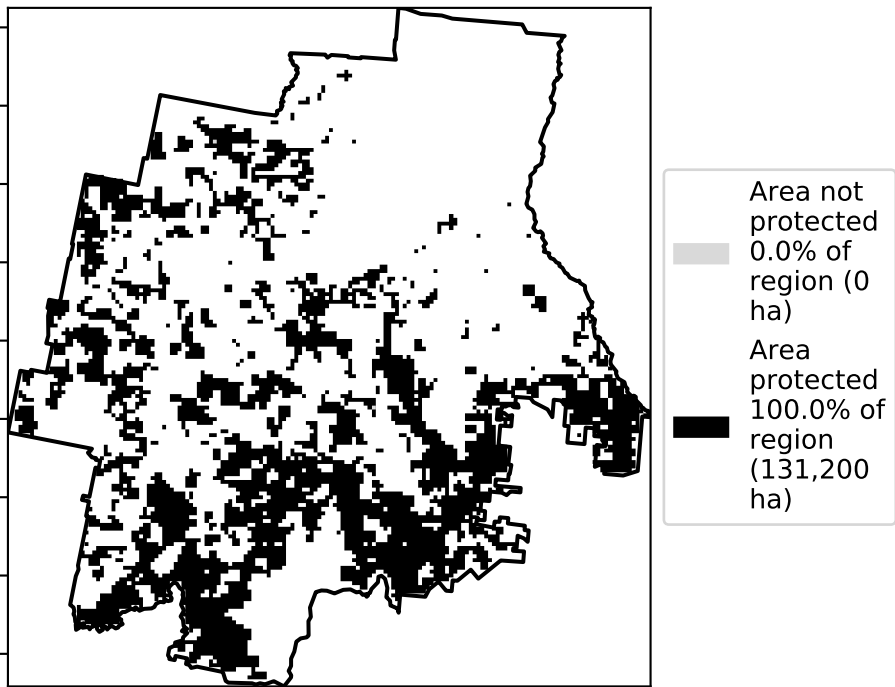 Area not
protected
0.0% of
region (0
ha)
Area
protected
100.0% of
region
(131,200
ha)